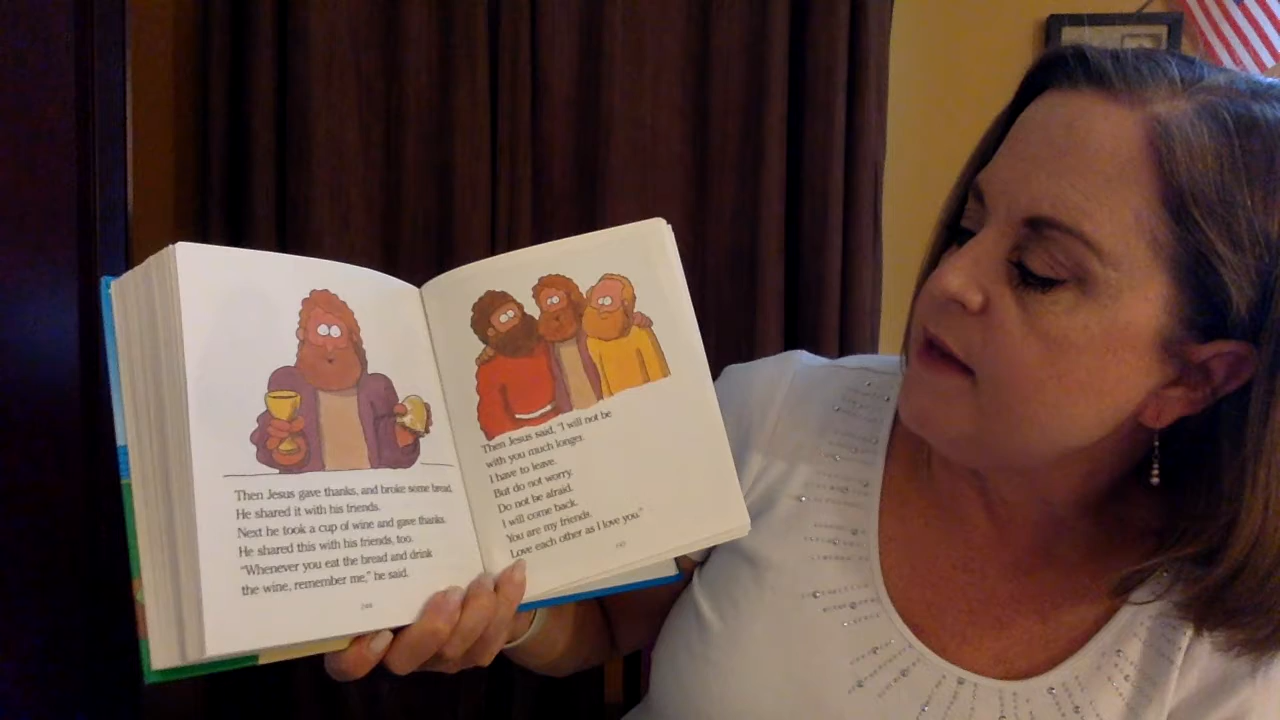 Then Jesus gave thanks, and broke some bread.
He shared it with his friends.
Next he took a cup of wine and gave thanks.
He shared this with his friends, too.
"Whenever you eat the bread and drink
the wine, remember me," he said.
Then Jesus said, "I will not be
with you much longer.
I have to leave.
But do not worry.
Do not be afraid.
I will come back.
You are my friends.
Love each other as I love you."